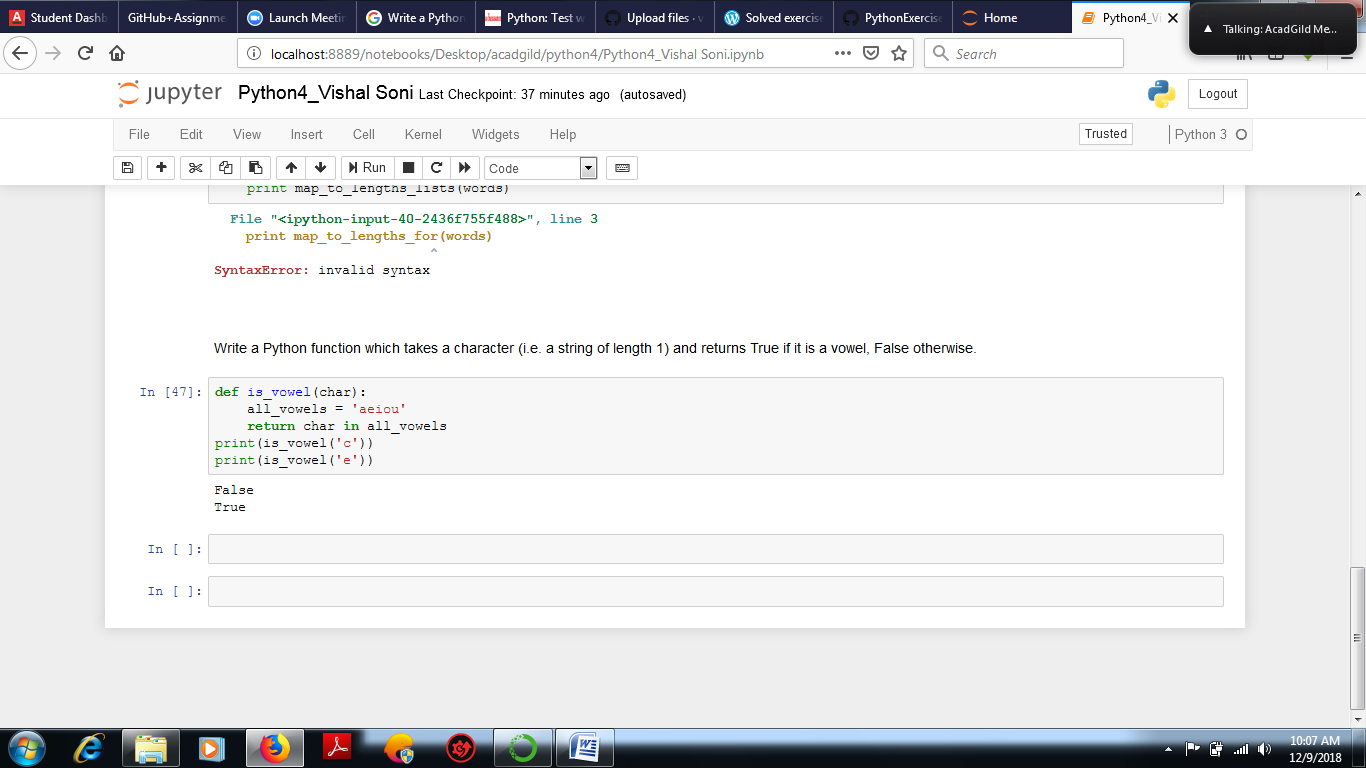 Student Dashb
GitHub+Assignme
Launch Meetin
Write a Python
Python: Test w
Upload files · v
Solved exercise
PythonExercise
Home
Python4_Vi
Talking: AcadGild Me...
localhost:8889/notebooks/Desktop/acadgild/python4/Python4_Vishal Soni.ipynb
Search
jupyter Python4_Vishal Soni Last Checkpoint: 37 minutes ago (autosaved)
Logout
File Edit View Insert Cell Kernel Widgets Help
Trusted
Python 3
Run
Code
print map_to_lengths_lists(words)
File "<ipython-input-40-2436f755f488>", line 3
print map_to_lengths_for(words)
^
SyntaxError: invalid syntax
Write a Python function which takes a character (i.e. a string of length 1) and returns True if it is a vowel, False otherwise.
In [47]:
def is_vowel(char):
    all_vowels = 'aeiou'
    return char in all_vowels
print(is_vowel('c'))
print(is_vowel('e'))
False
True
In [ ]:
In [ ]:
10:07 AM
12/9/2018